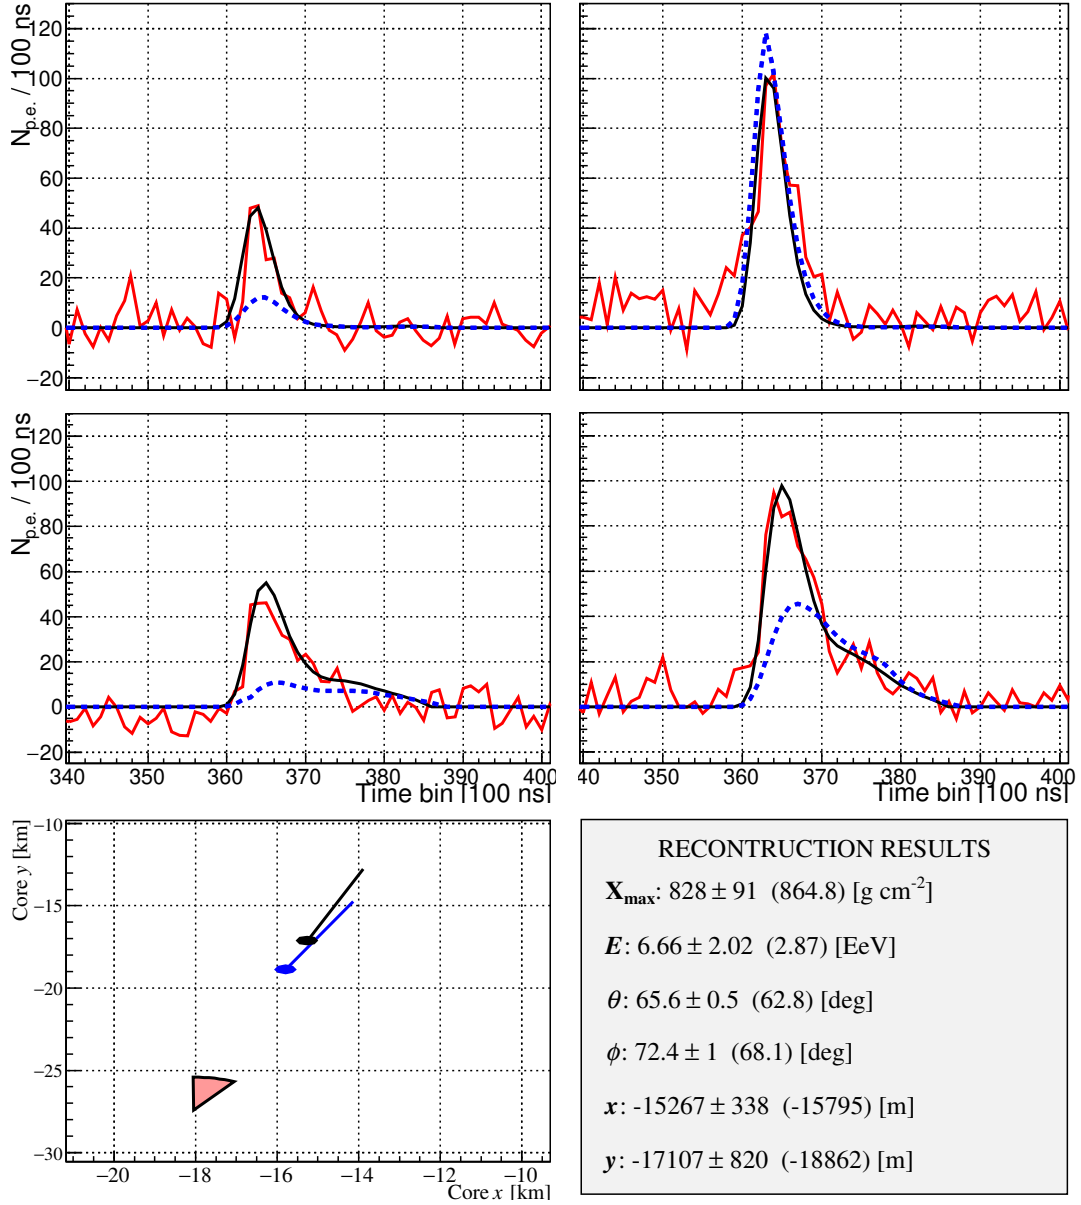 N_p.e. / 100 ns
120
100
80
60
40
20
0
−20
N_p.e. / 100 ns
120
100
80
60
40
20
0
−20
340 350 360 370 380 390 400
Time bin [100 ns]
340 350 360 370 380 390 400
Time bin [100 ns]
Core y [km]
−10
−15
−20
−25
−30
−20 −18 −16 −14 −12 −10
Core x [km]
RECONTRUCTION RESULTS
X_max: 828 ± 91 (864.8) [g cm^-2]
E: 6.66 ± 2.02 (2.87) [EeV]
θ: 65.6 ± 0.5 (62.8) [deg]
ϕ: 72.4 ± 1 (68.1) [deg]
x: -15267 ± 338 (-15795) [m]
y: -17107 ± 820 (-18862) [m]